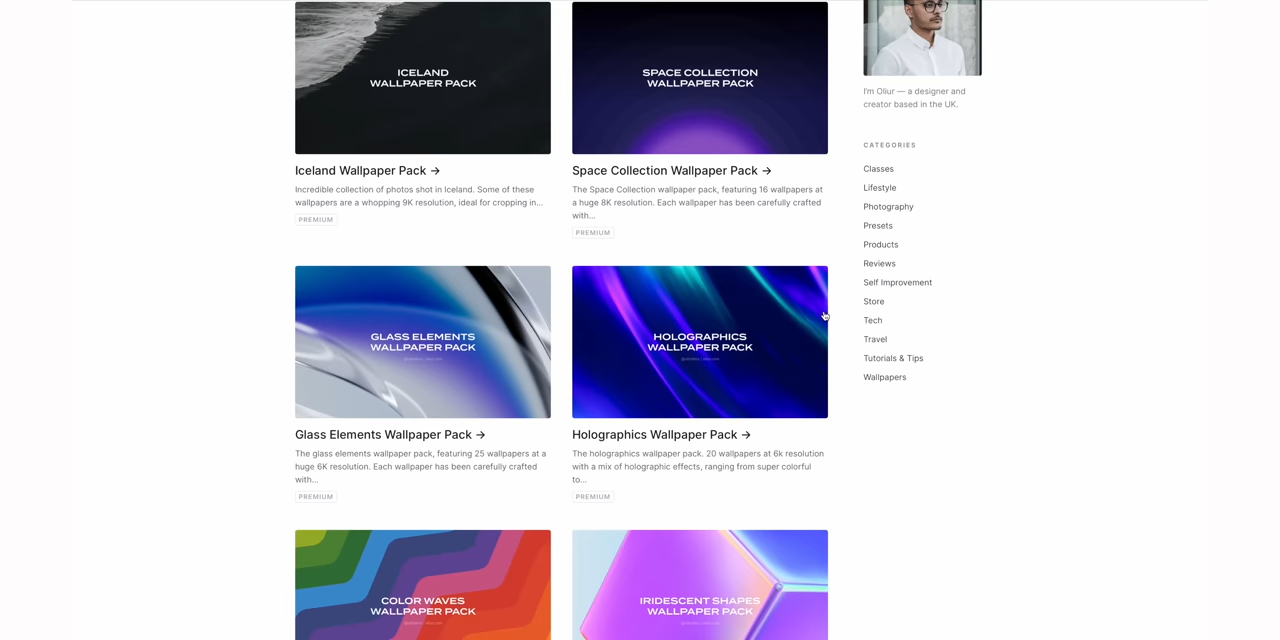 ICELAND
WALLPAPER PACK
Iceland Wallpaper Pack →
Incredible collection of photos shot in Iceland. Some of these
wallpapers are a whopping 9K resolution, ideal for cropping in...
PREMIUM
SPACE COLLECTION
WALLPAPER PACK
Space Collection Wallpaper Pack →
The Space Collection wallpaper pack, featuring 16 wallpapers at
a huge 8K resolution. Each wallpaper has been carefully crafted
with...
PREMIUM
GLASS ELEMENTS
WALLPAPER PACK
Glass Elements Wallpaper Pack →
The glass elements wallpaper pack, featuring 25 wallpapers at a
huge 6K resolution. Each wallpaper has been carefully crafted
with...
PREMIUM
HOLOGRAPHICS
WALLPAPER PACK
Holographics Wallpaper Pack →
The holographics wallpaper pack. 20 wallpapers at 6k resolution
with a mix of holographic effects, ranging from super colorful
to...
PREMIUM
COLOR WAVES
WALLPAPER PACK
IRIDESCENT SHAPES
WALLPAPER PACK
I'm Oliur — a designer and
creator based in the UK.
CATEGORIES
Classes
Lifestyle
Photography
Presets
Products
Reviews
Self Improvement
Store
Tech
Travel
Tutorials & Tips
Wallpapers